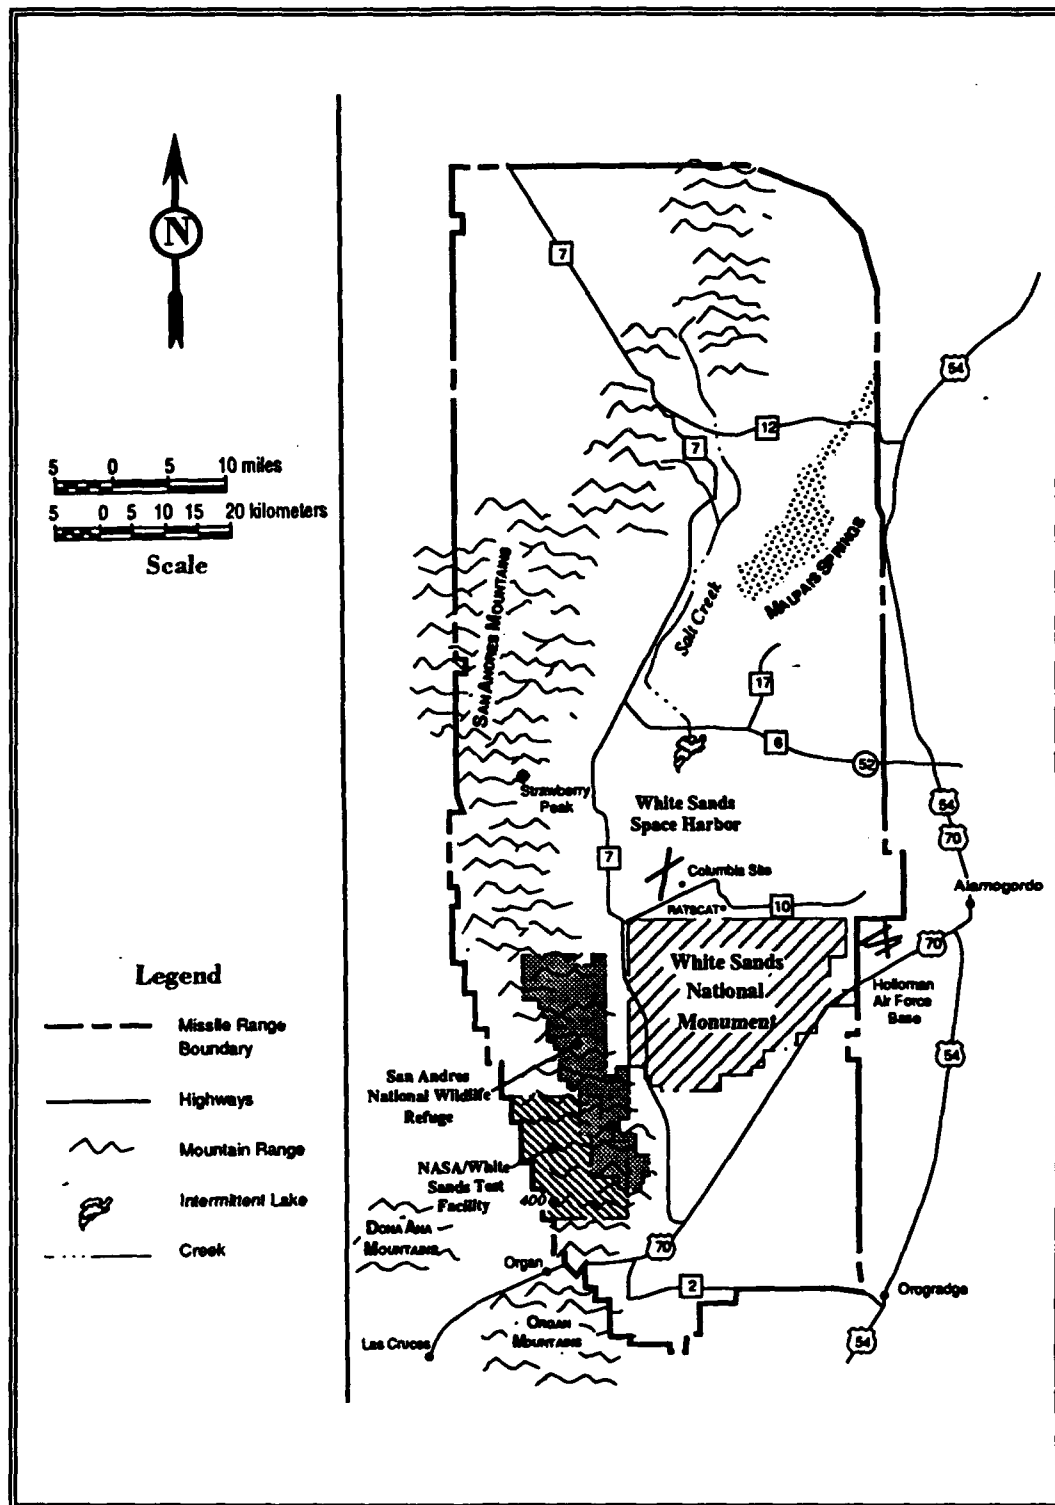 N
7
54
5 0 5 10 miles
5 0 5 10 15 20 kilometers
Scale
12
7
MALPAIS SPRINGS
Salt Creek
SAN ANDRES MOUNTAINS
17
6
52
Strawberry
Peak
White Sands
Space Harbor
54
70
7
Columbia Site
Alamogordo
RATSCAT
10
70
White Sands
National
Monument
Holloman
Air Force
Base
54
Legend
Missile Range
Boundary
Highways
Mountain Range
Intermittent Lake
Creek
San Andres
National Wildlife
Refuge
NASA/White
Sands Test
Facility
400
DONA ANA
MOUNTAINS
Organ
70
2
Orogradge
ORGAN
MOUNTAINS
Las Cruces
54